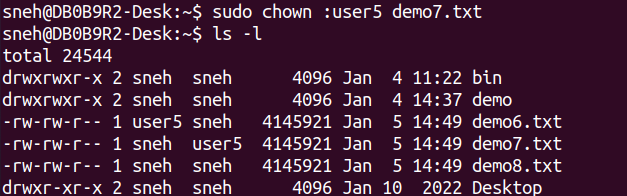 sneh@DB0B9R2-Desk:~$ sudo chown :user5 demo7.txt
sneh@DB0B9R2-Desk:~$ ls -l
total 24544
drwxrwxr-x 2 sneh  sneh     4096 Jan  4 11:22 bin
drwxrwxr-x 2 sneh  sneh     4096 Jan  4 14:37 demo
-rw-rw-r-- 1 user5 sneh  4145921 Jan  5 14:49 demo6.txt
-rw-rw-r-- 1 sneh  user5 4145921 Jan  5 14:49 demo7.txt
-rw-rw-r-- 1 sneh  sneh  4145921 Jan  5 14:49 demo8.txt
drwxr-xr-x 2 sneh  sneh     4096 Jan 10  2022 Desktop